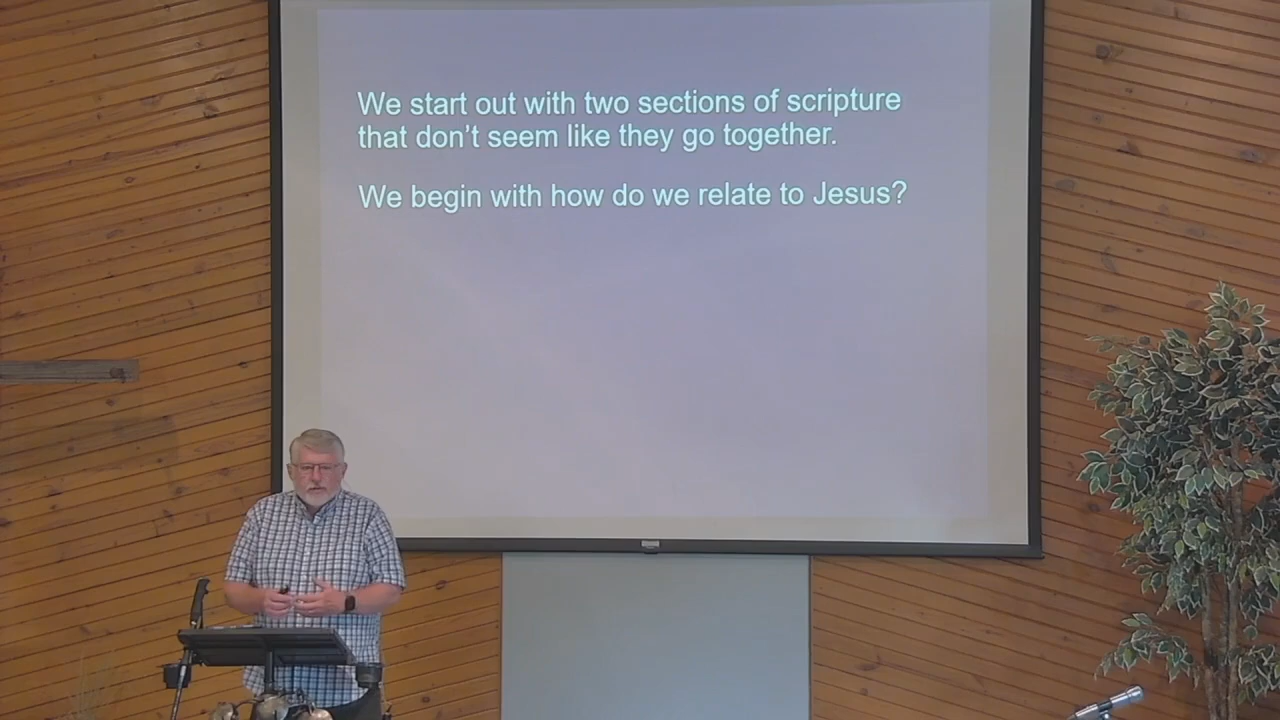 We start out with two sections of scripture
that don't seem like they go together.
We begin with how do we relate to Jesus?